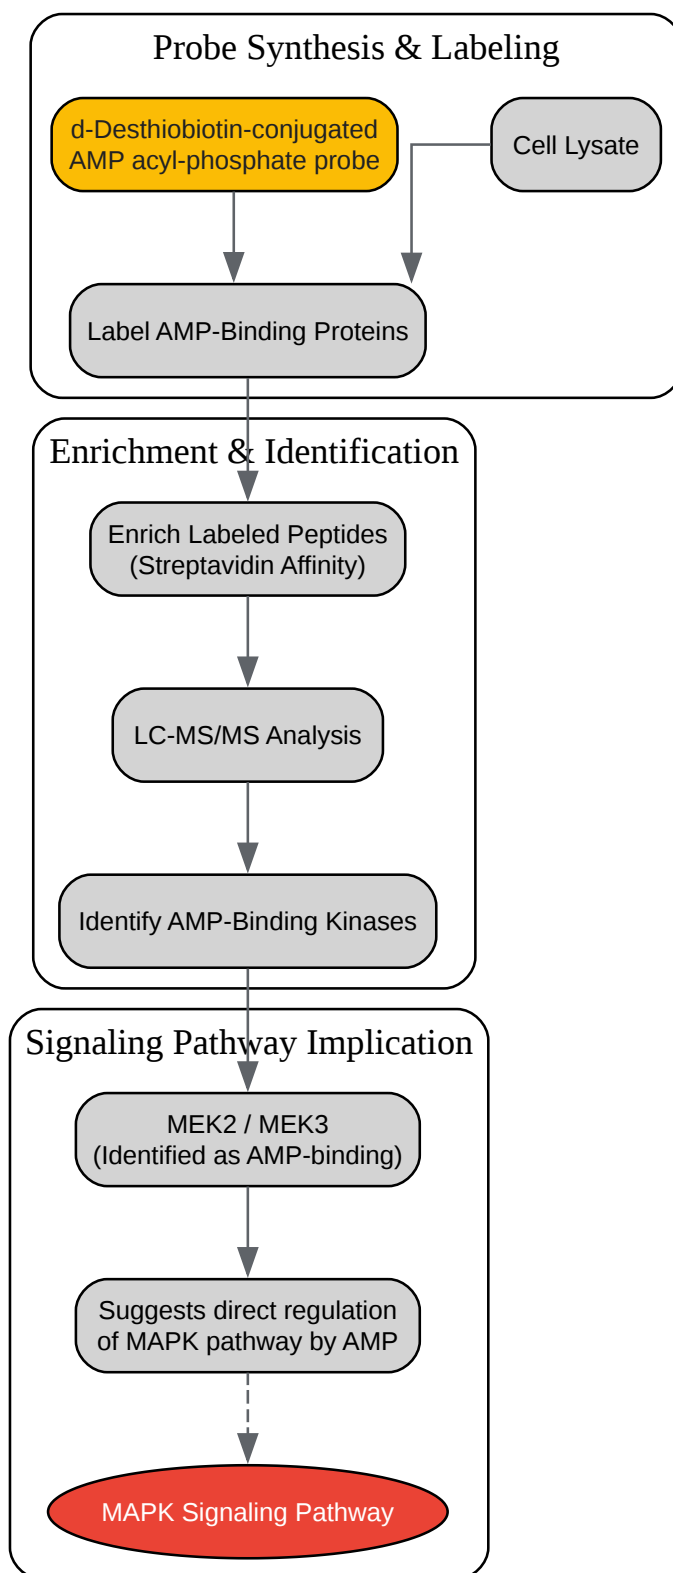 Probe Synthesis & Labeling
d-Desthiobiotin-conjugated
AMP acyl-phosphate probe
Cell Lysate
Label AMP-Binding Proteins
Enrichment & Identification
Enrich Labeled Peptides
(Streptavidin Affinity)
LC-MS/MS Analysis
Identify AMP-Binding Kinases
Signaling Pathway Implication
MEK2 / MEK3
(Identified as AMP-binding)
Suggests direct regulation
of MAPK pathway by AMP
MAPK Signaling Pathway